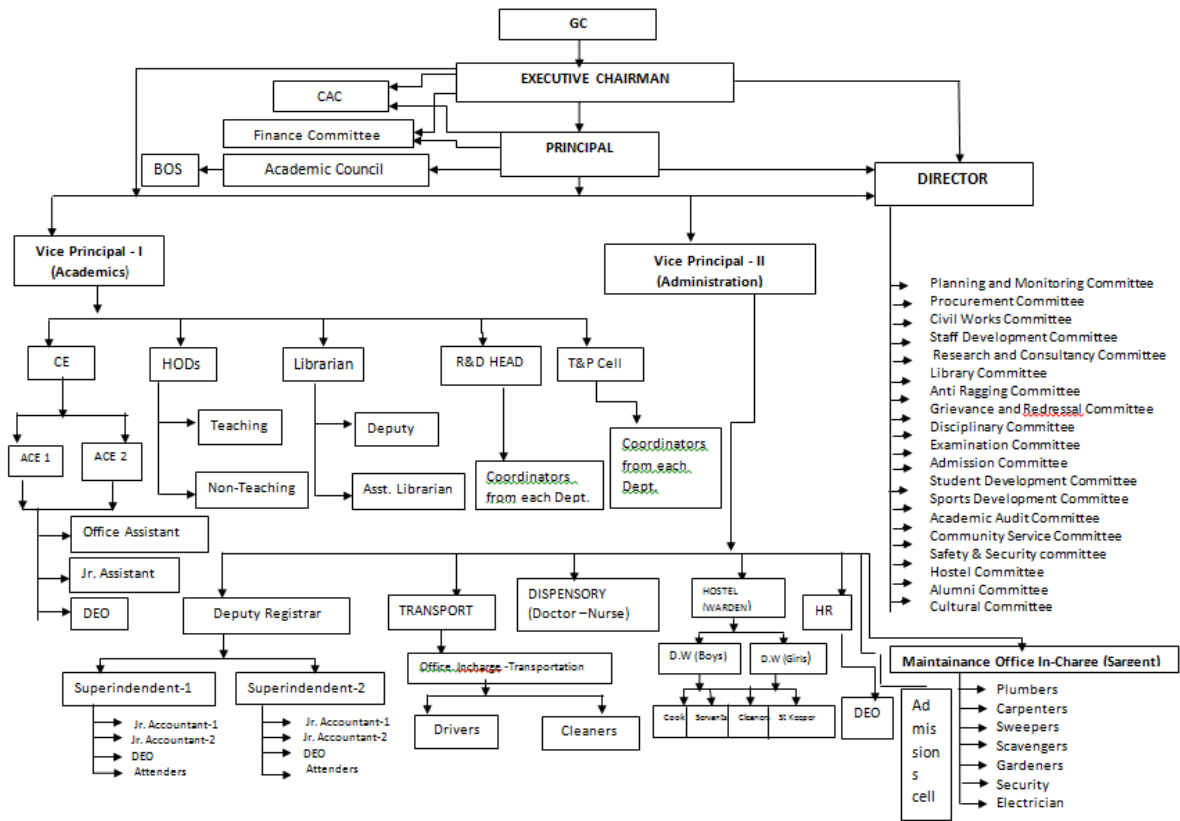 GC
EXECUTIVE CHAIRMAN
CAC
Finance Committee
PRINCIPAL
BOS
Academic Council
DIRECTOR
Vice Principal - I
(Academics)
Vice Principal - II
(Administration)
Planning and Monitoring Committee
Procurement Committee
Civil Works Committee
Staff Development Committee
Research and Consultancy Committee
Library Committee
Anti Ragging Committee
Grievance and Redressal Committee
Disciplinary Committee
Examination Committee
Admission Committee
Student Development Committee
Sports Development Committee
Academic Audit Committee
Community Service Committee
Safety & Security committee
Hostel Committee
Alumni Committee
Cultural Committee
CE
HODs
Librarian
R&D HEAD
T&P Cell
Teaching
Deputy
Coordinators
from each
Dept.
ACE 1
ACE 2
Non-Teaching
Asst. Librarian
Coordinators
from each Dept.
Office Assistant
Jr. Assistant
DEO
Deputy Registrar
TRANSPORT
DISPENSORY
(Doctor –Nurse)
HOSTEL
(WARDEN)
HR
Office Incharge -Transportation
D.W (Boys)
D.W (Girls)
Maintainance Office In-Charge (Sargent)
Superindendent-1
Superindendent-2
Drivers
Cleaners
Cook
Servants
Cleaners
St Keeper
DEO
Ad
mis
sion
s
cell
Jr. Accountant-1
Jr. Accountant-2
DEO
Attenders
Jr. Accountant-1
Jr. Accountant-2
DEO
Attenders
Plumbers
Carpenters
Sweepers
Scavengers
Gardeners
Security
Electrician